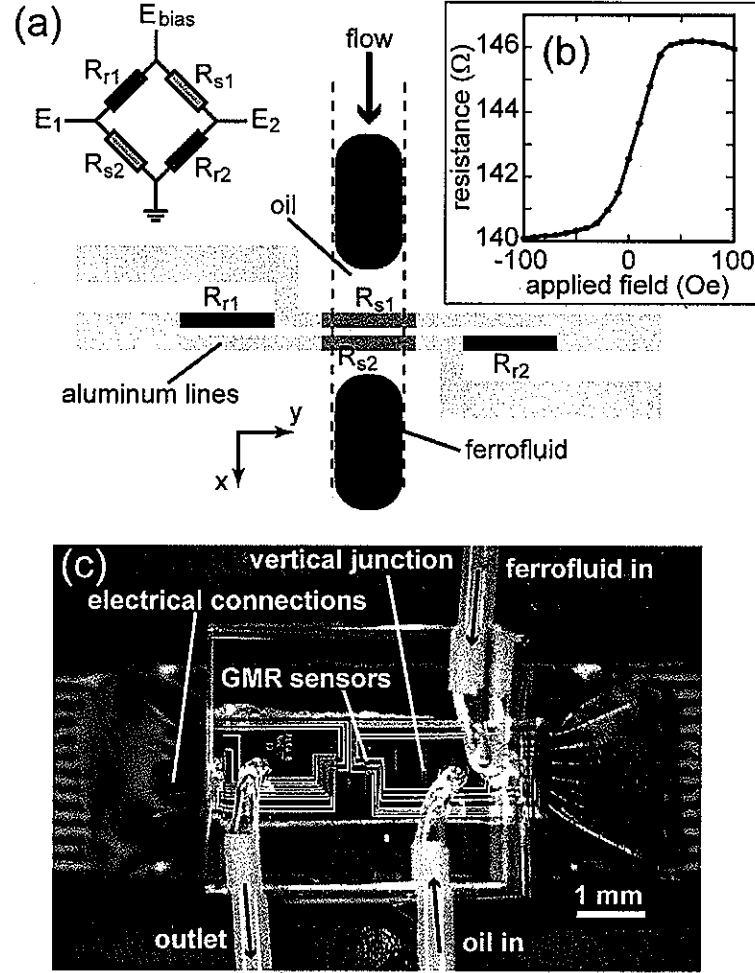 (a)
E_bias
R_r1
R_s1
E_1
E_2
R_s2
R_r2
flow
oil
R_r1
R_s1
R_s2
R_r2
aluminum lines
y
x
ferrofluid
(b)
resistance (Ω)
146
144
142
140
-100
-50
0
50
100
applied field (Oe)
(c)
vertical junction
ferrofluid in
electrical connections
GMR sensors
1 mm
outlet
oil in